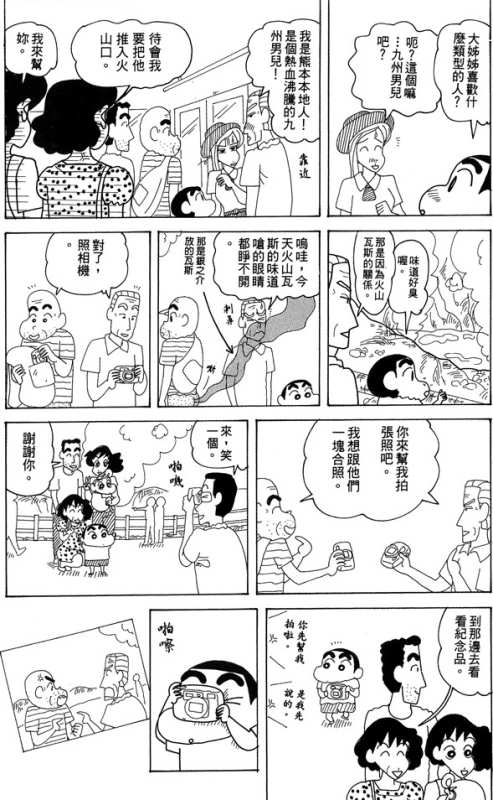 大姊姊喜歡什
麼類型的人?
呃?這個嘛
…九州男兒
吧?
我是熊本本地人!
是個熱血沸騰的九
州男兒!
靠近
待會我
要把他
推入火
山口。
我來幫
妳。
味道好臭
喔。
那是因為火山
瓦斯的關係。
嗚哇,今
天火山瓦
斯的味道
嗆的眼睛
都睜不開
刺鼻
那是銀之介
放的瓦斯
對了,
照相機
。
你來幫我拍
張照吧。
我想跟他們
一塊合照。
來,笑
一個。
啪嘰
謝謝你。
到那邊去看
看紀念品。
你先幫我
拍啦。
是我先
說的。
啪嚓